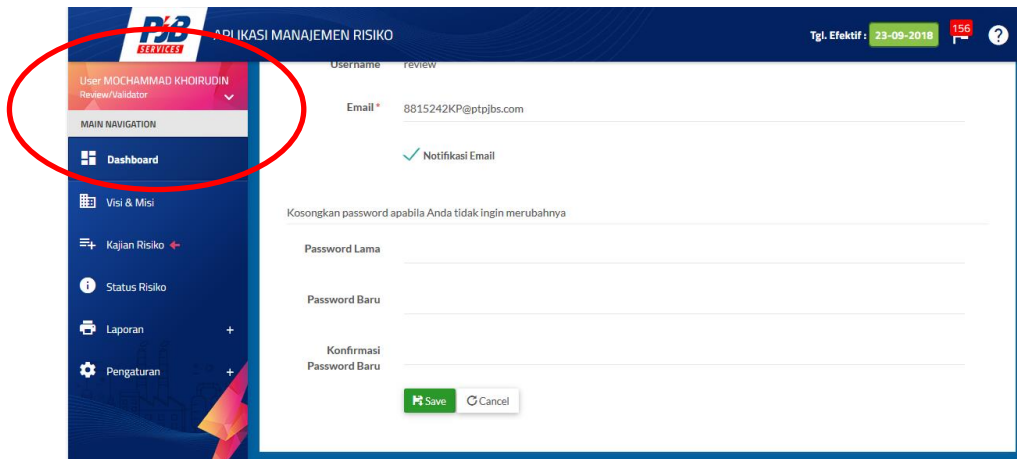 PJB
SERVICES
APLIKASI MANAJEMEN RISIKO
Tgl. Efektif : 23-09-2018
156
?
User MOCHAMMAD KHOIRUDIN
Review/Validator
MAIN NAVIGATION
Dashboard
Visi & Misi
Kajian Risiko
Status Risiko
Laporan +
Pengaturan +
Username review
Email * 8815242KP@ptpjbs.com
Notifikasi Email
Kosongkan password apabila Anda tidak ingin merubahnya
Password Lama
Password Baru
Konfirmasi
Password Baru
Save Cancel